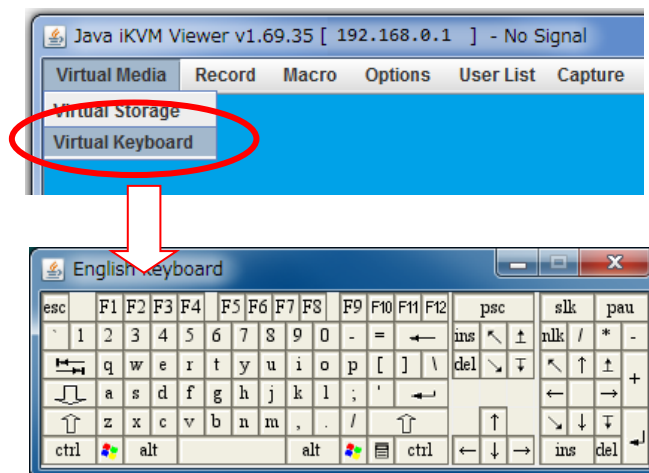 Java iKVM Viewer v1.69.35 [ 192.168.0.1 ] - No Signal
Virtual Media Record Macro Options User List Capture
Virtual Storage
Virtual Keyboard
English Keyboard
esc F1 F2 F3 F4 F5 F6 F7 F8 F9 F10 F11 F12 psc slk pau
` 1 2 3 4 5 6 7 8 9 0 - = ← ins ↖ ↥ nlk / * -
q w e r t y u i o p [ ] \ del ↘ ↧ ↖ ↑ ↥ +
a s d f g h j k l ; ' ← →
z x c v b n m , . / ⇧ ↑ ↘ ↓ ↧
ctrl alt alt ctrl ← ↓ → ins del